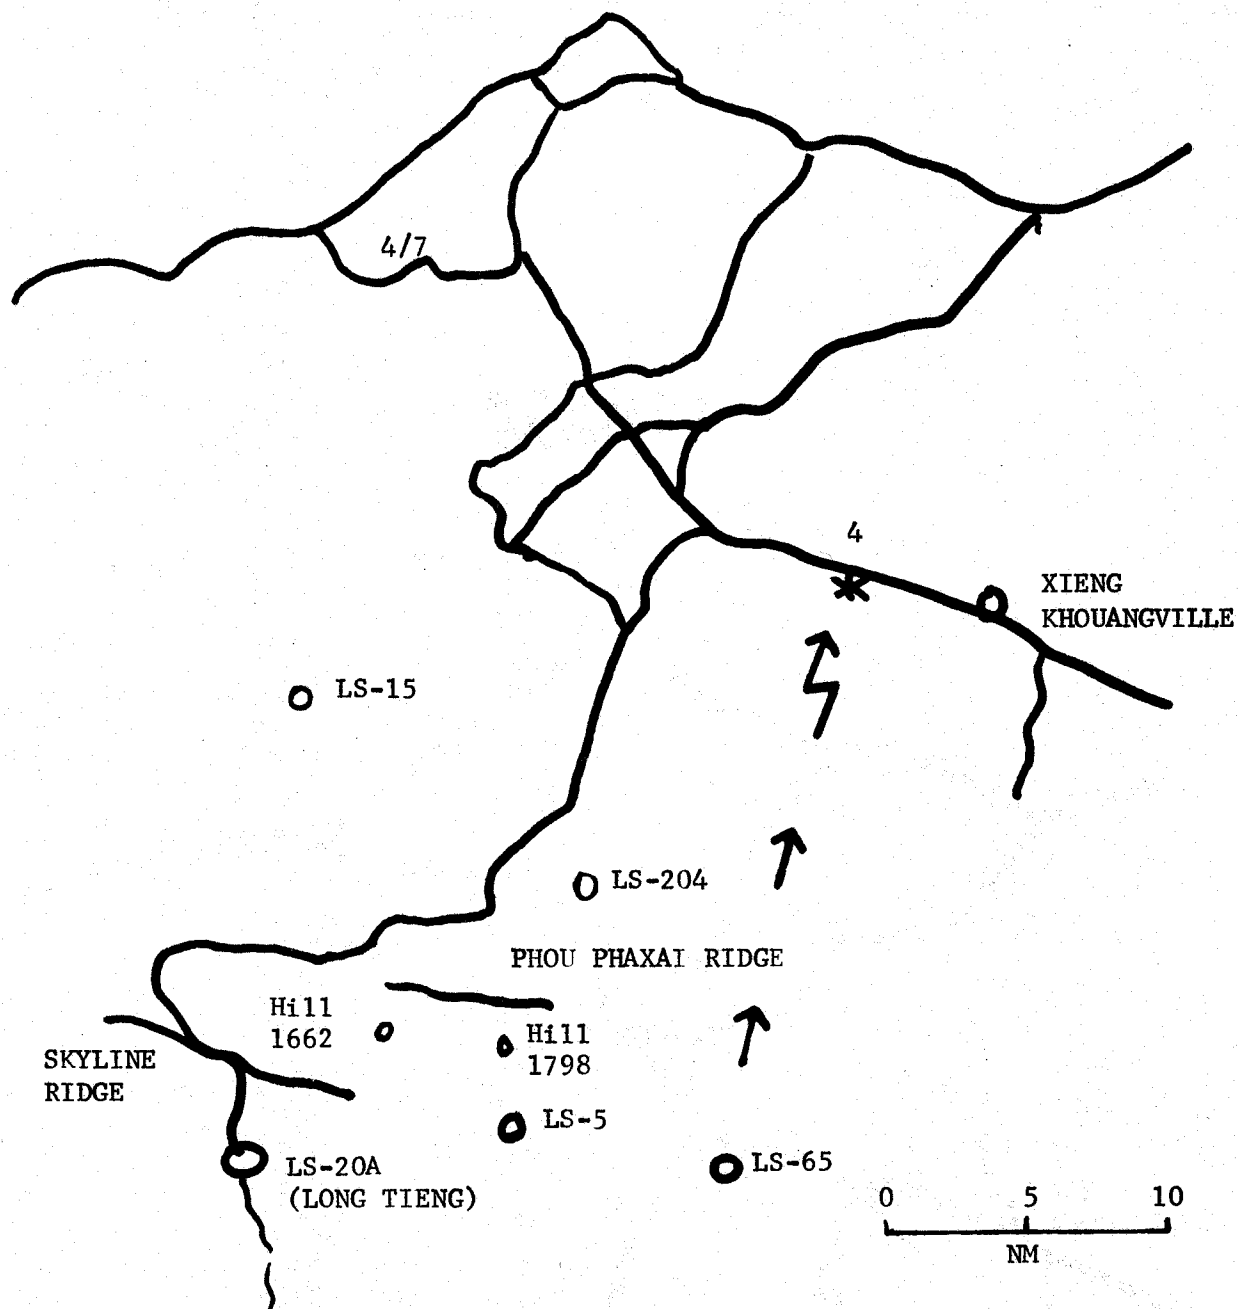 4/7
4
XIENG
KHOUANGVILLE
LS-15
LS-204
PHOU PHAXAI RIDGE
Hill
1662
Hill
1798
SKYLINE
RIDGE
LS-5
LS-20A
(LONG TIENG)
LS-65
0 5 10
NM